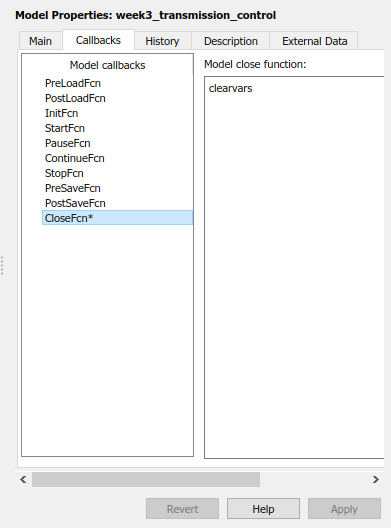 Model Properties: week3_transmission_control
Main Callbacks History Description External Data
Model callbacks
PreLoadFcn
PostLoadFcn
InitFcn
StartFcn
PauseFcn
ContinueFcn
StopFcn
PreSaveFcn
PostSaveFcn
CloseFcn*
Model close function:
clearvars
Revert Help Apply